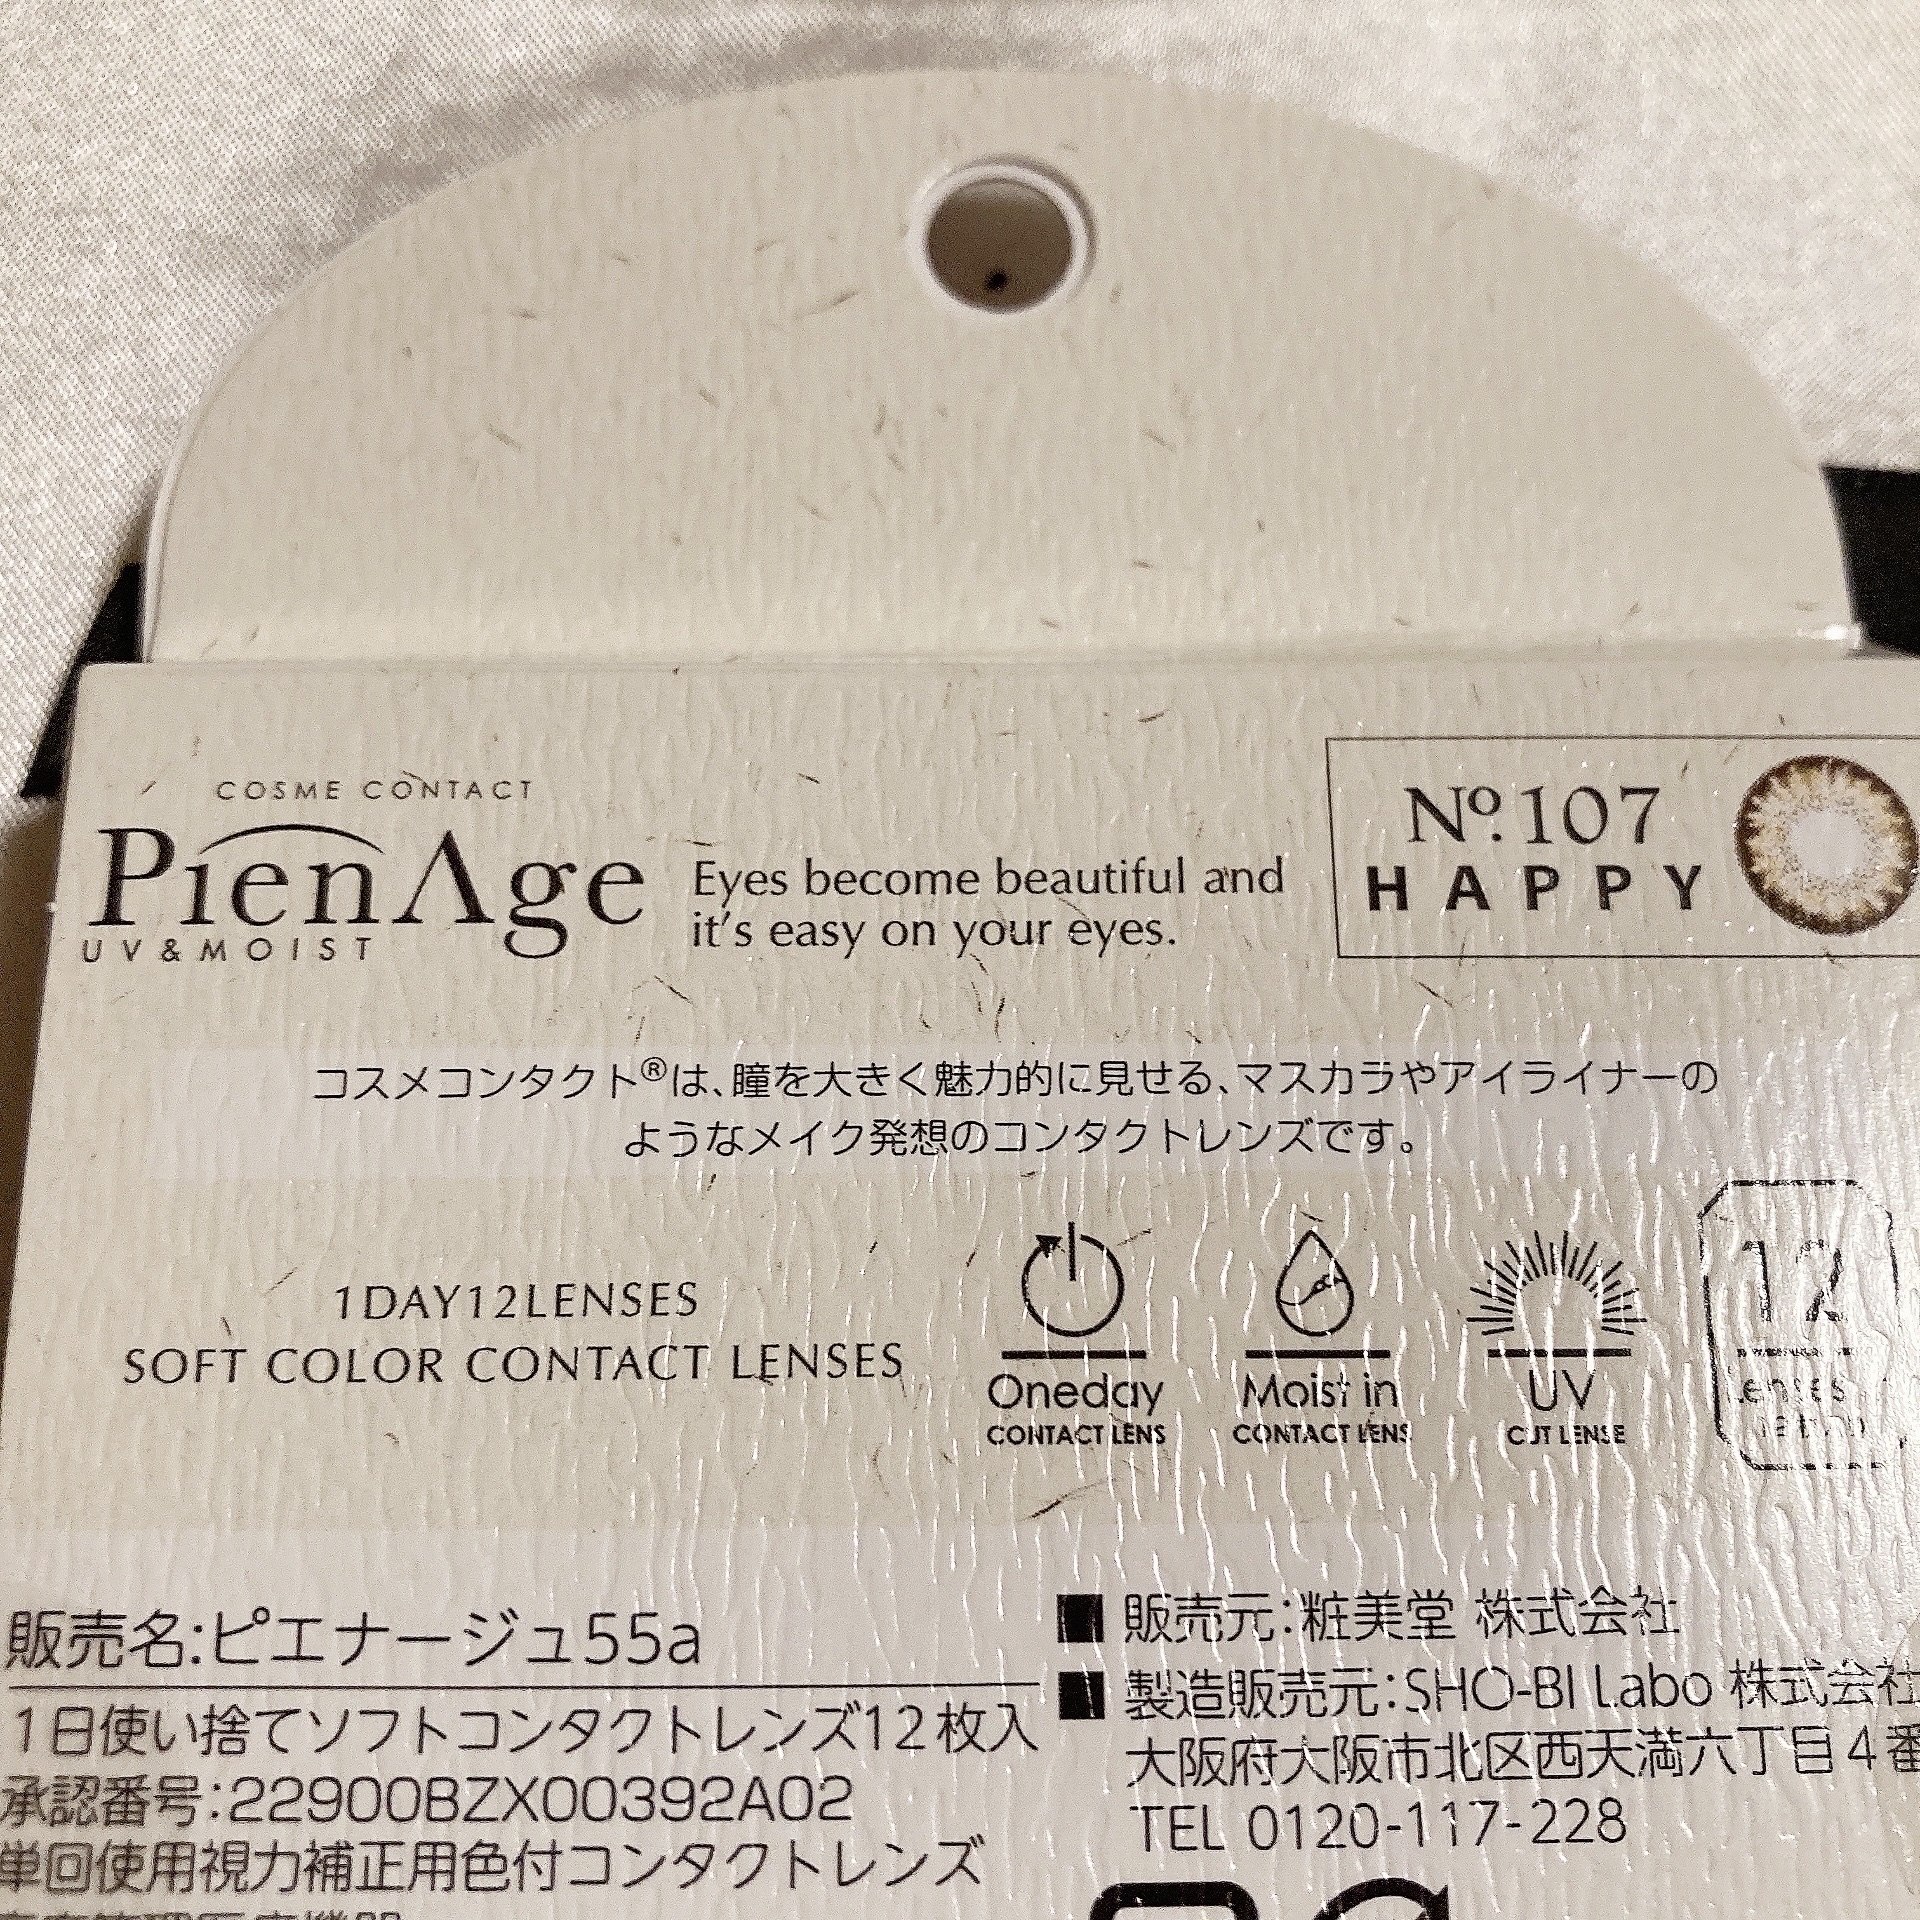 COSME CONTACT
PienAge
UV&MOIST
Eyes become beautiful and
it's easy on your eyes.
No.107
HAPPY
コスメコンタクト®は、瞳を大きく魅力的に見せる、マスカラやアイライナーの
ようなメイク発想のコンタクトレンズです。
1DAY12LENSES
SOFT COLOR CONTACT LENSES
Oneday
CONTACT LENS
Moist in
CONTACT LENS
UV
CUT LENSE
12
Lenses
販売名:ピエナージュ55a
1日使い捨てソフトコンタクトレンズ12枚入
承認番号:22900BZX00392A02
単回使用視力補正用色付コンタクトレンズ
■ 販売元:粧美堂 株式会社
■ 製造販売元:SHO-BI Labo 株式会社
大阪府大阪市北区西天満六丁目4番
TEL 0120-117-228